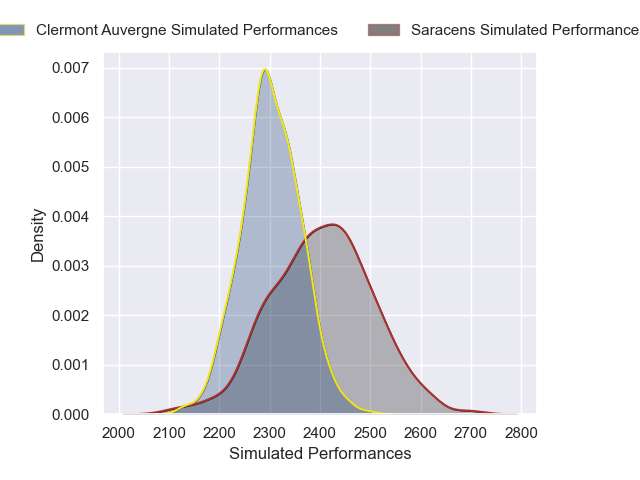 Clermont Auvergne Simulated Performances
Saracens Simulated Performance
0.007
0.006
0.005
0.004
0.003
0.002
0.001
0.000
Density
2000 2100 2200 2300 2400 2500 2600 2700 2800
Simulated Performances